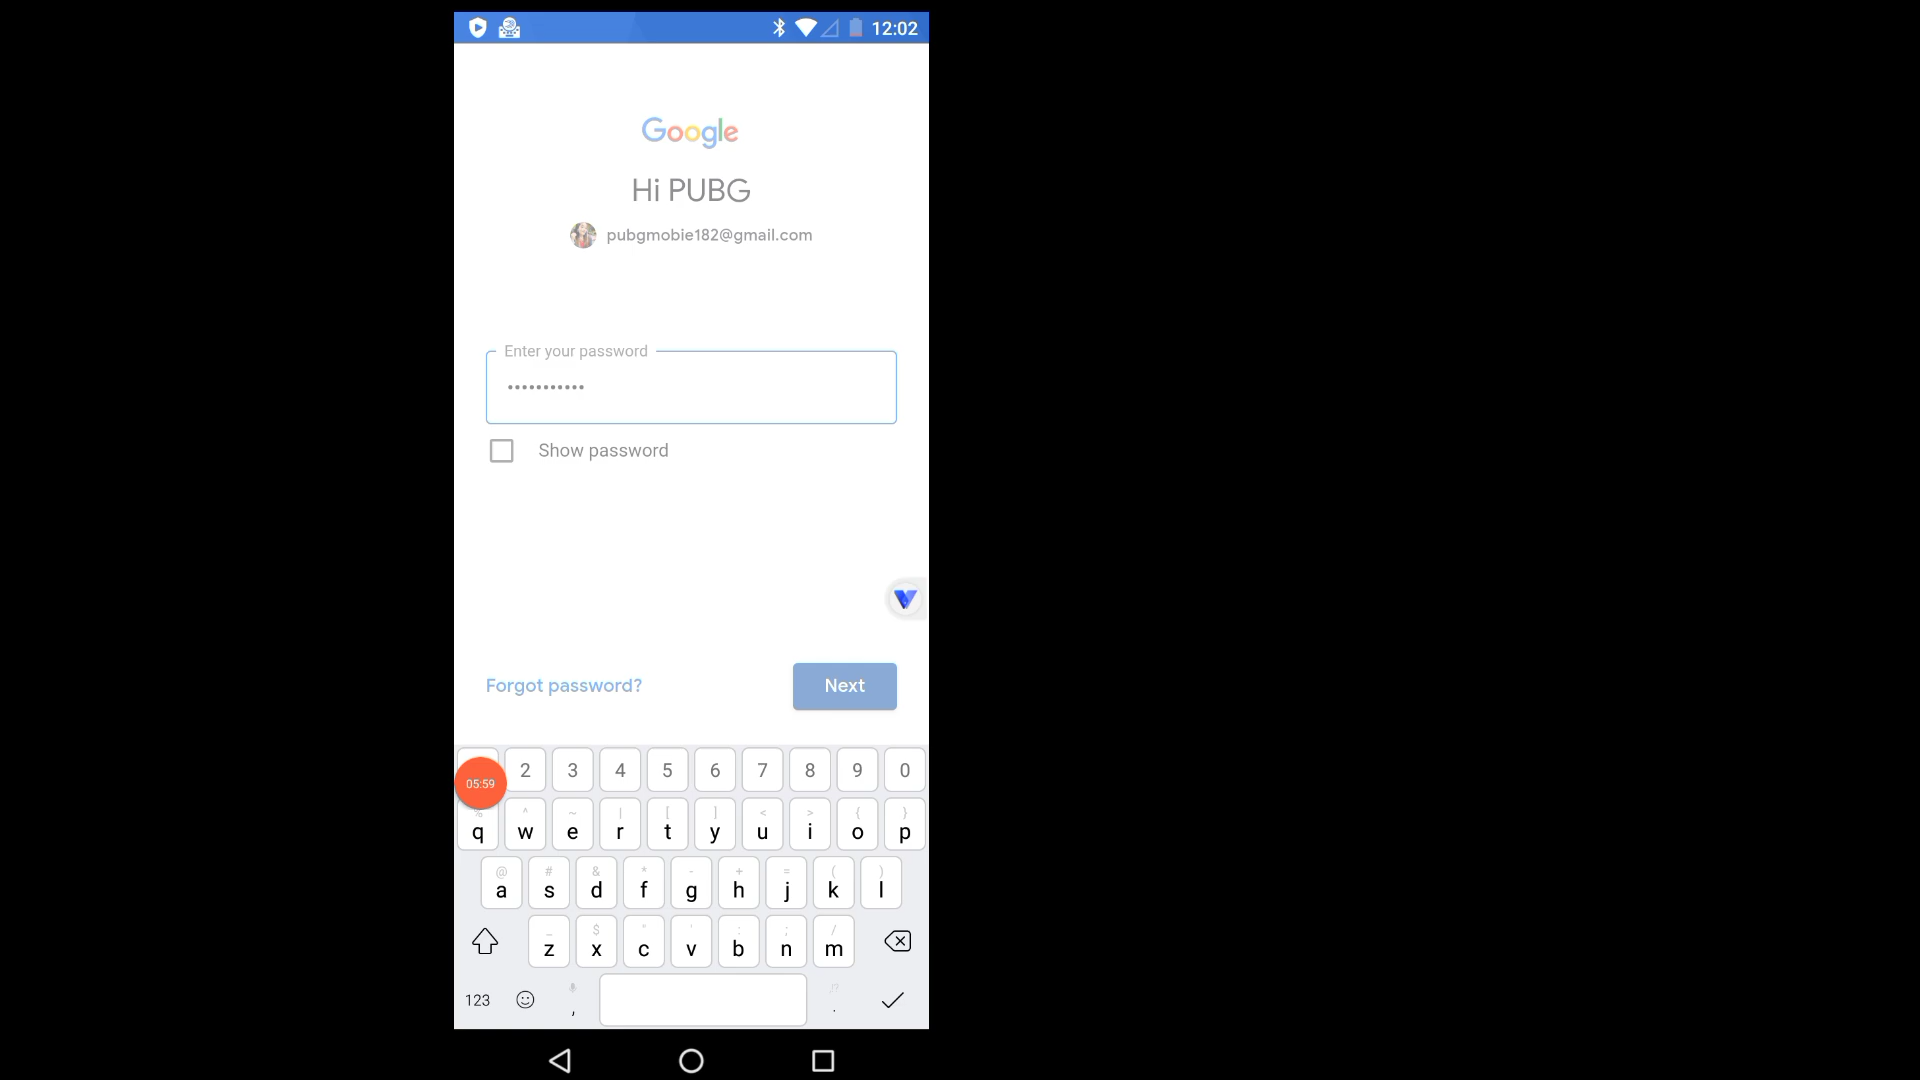 12:02
Google
Hi PUBG
pubgmobie182@gmail.com
Enter your password
•••••••••••
Show password
Forgot password?
Next
2 3 4 5 6 7 8 9 0
05:59
% ^ ~ | [ ] < > { }
q w e r t y u i o p
@ # & * - + = ( )
a s d f g h j k l
_ $ " ' : ; /
z x c v b n m
123 , .